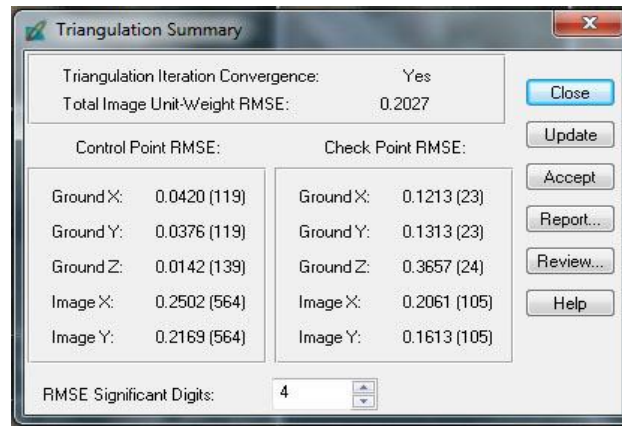 Triangulation Summary
Triangulation Iteration Convergence: Yes
Total Image Unit-Weight RMSE: 0.2027
Control Point RMSE: Check Point RMSE:
Ground X: 0.0420 (119) Ground X: 0.1213 (23)
Ground Y: 0.0376 (119) Ground Y: 0.1313 (23)
Ground Z: 0.0142 (139) Ground Z: 0.3657 (24)
Image X: 0.2502 (564) Image X: 0.2061 (105)
Image Y: 0.2169 (564) Image Y: 0.1613 (105)
RMSE Significant Digits: 4
Close
Update
Accept
Report...
Review...
Help